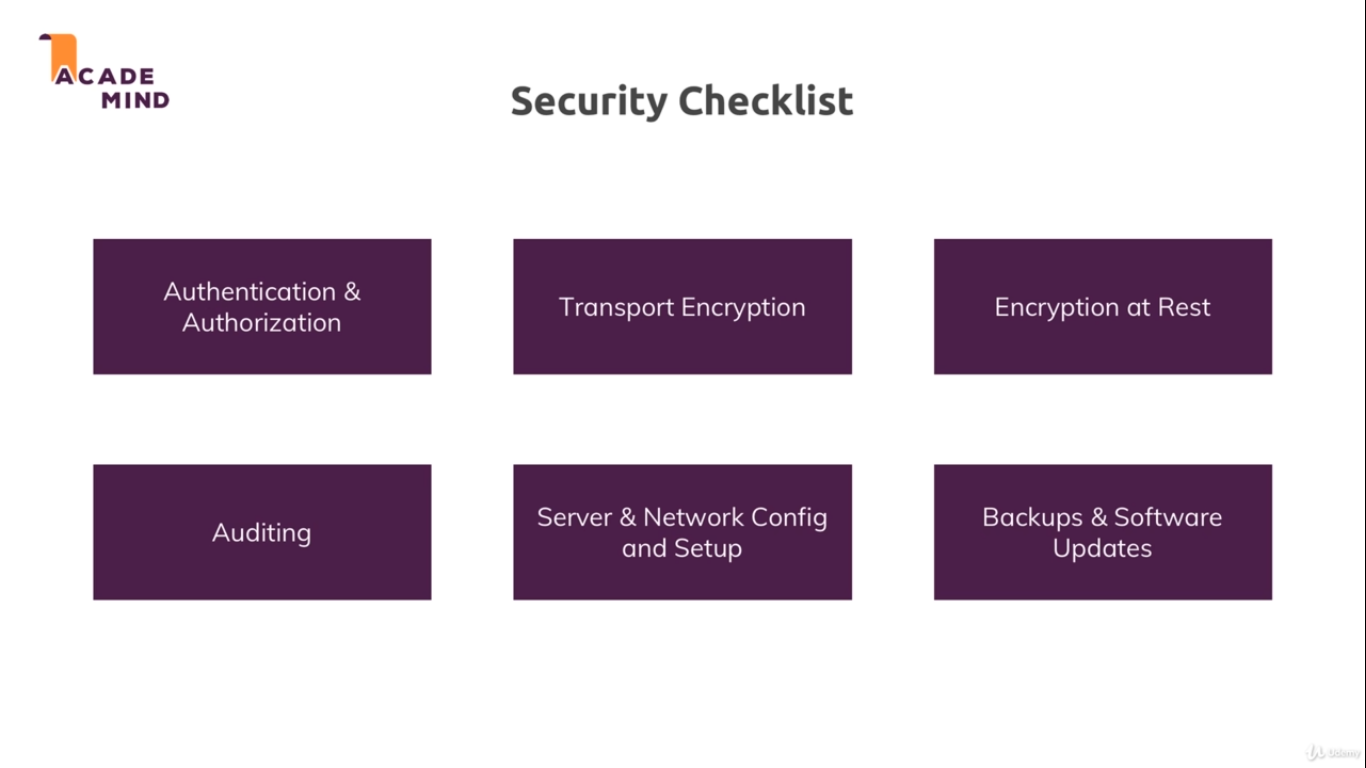 ACADE
MIND
Security Checklist
Authentication &
Authorization
Transport Encryption
Encryption at Rest
Auditing
Server & Network Config
and Setup
Backups & Software
Updates
Udemy